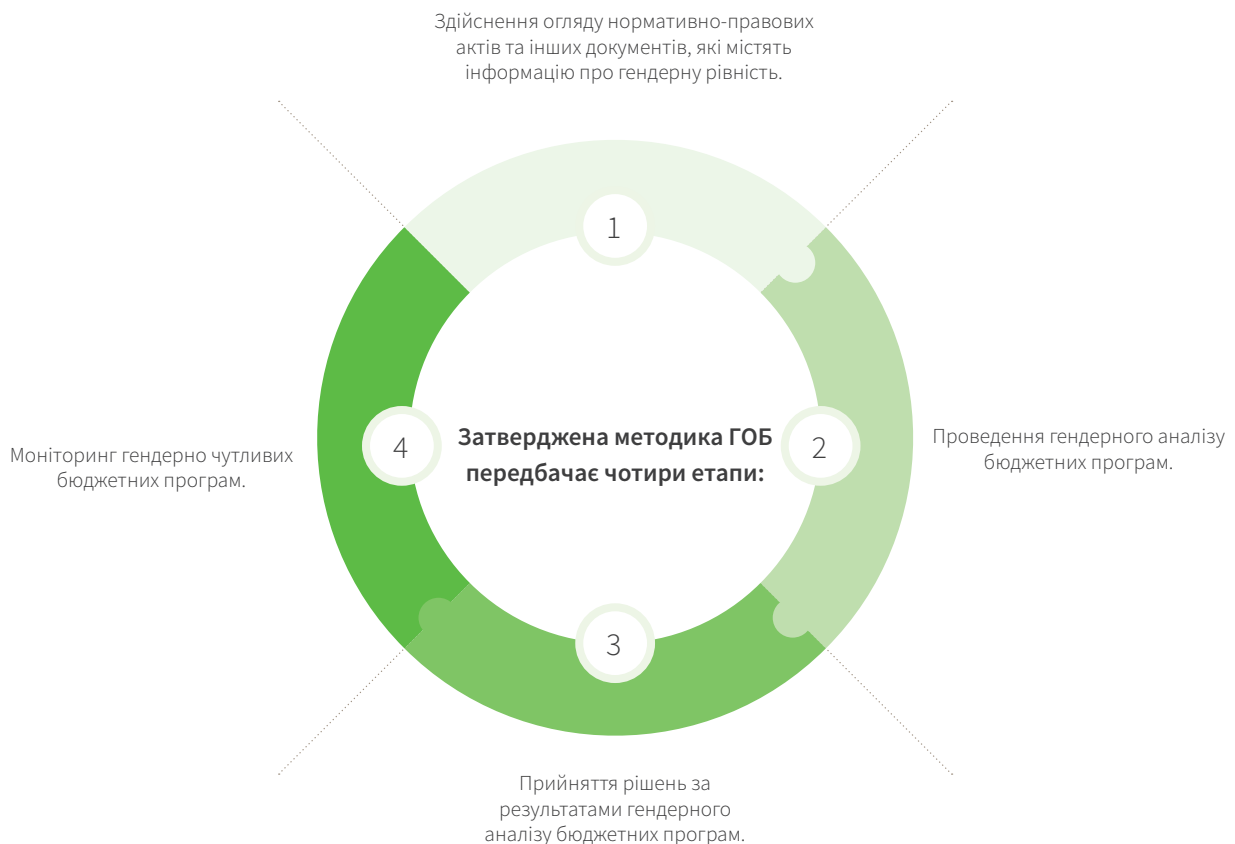 Здійснення огляду нормативно-правових
актів та інших документів, які містять
інформацію про гендерну рівність.
1
Затверджена методика ГОБ
передбачає чотири етапи:
2
Проведення гендерного аналізу
бюджетних програм.
3
Прийняття рішень за
результатами гендерного
аналізу бюджетних програм.
4
Моніторинг гендерно чутливих
бюджетних програм.